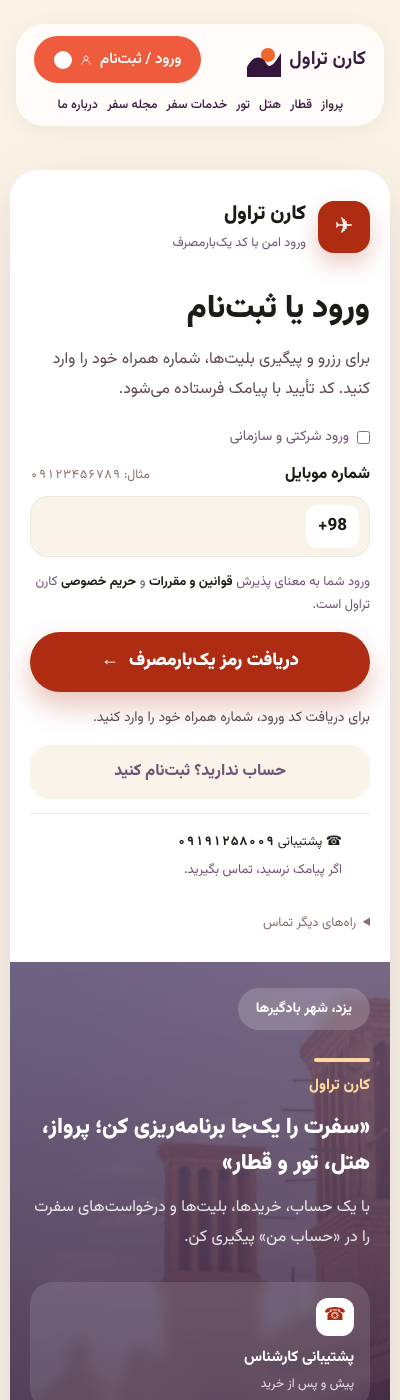 کارن تراول
ورود / ثبت‌نام
پرواز قطار هتل تور خدمات سفر مجله سفر درباره ما
کارن تراول
ورود امن با کد یک‌بارمصرف
ورود یا ثبت‌نام
برای رزرو و پیگیری بلیت‌ها، شماره همراه خود را وارد
کنید. کد تأیید با پیامک فرستاده می‌شود.
ورود شرکتی و سازمانی
شماره موبایل
مثال: ۰۹۱۲۳۴۵۶۷۸۹
+98
ورود شما به معنای پذیرش قوانین و مقررات و حریم خصوصی کارن
تراول است.
دریافت رمز یک‌بارمصرف ←
برای دریافت کد ورود، شماره همراه خود را وارد کنید.
حساب ندارید؟ ثبت‌نام کنید
☎ پشتیبانی ۰۹۱۹۱۲۵۸۰۰۹
اگر پیامک نرسید، تماس بگیرید.
راه‌های دیگر تماس
یزد، شهر بادگیرها
کارن تراول
«سفرت را یک‌جا برنامه‌ریزی کن؛ پرواز،
هتل، تور و قطار»
با یک حساب، خریدها، بلیت‌ها و درخواست‌های سفرت
را در «حساب من» پیگیری کن.
پشتیبانی کارشناس
پیش و پس از خرید